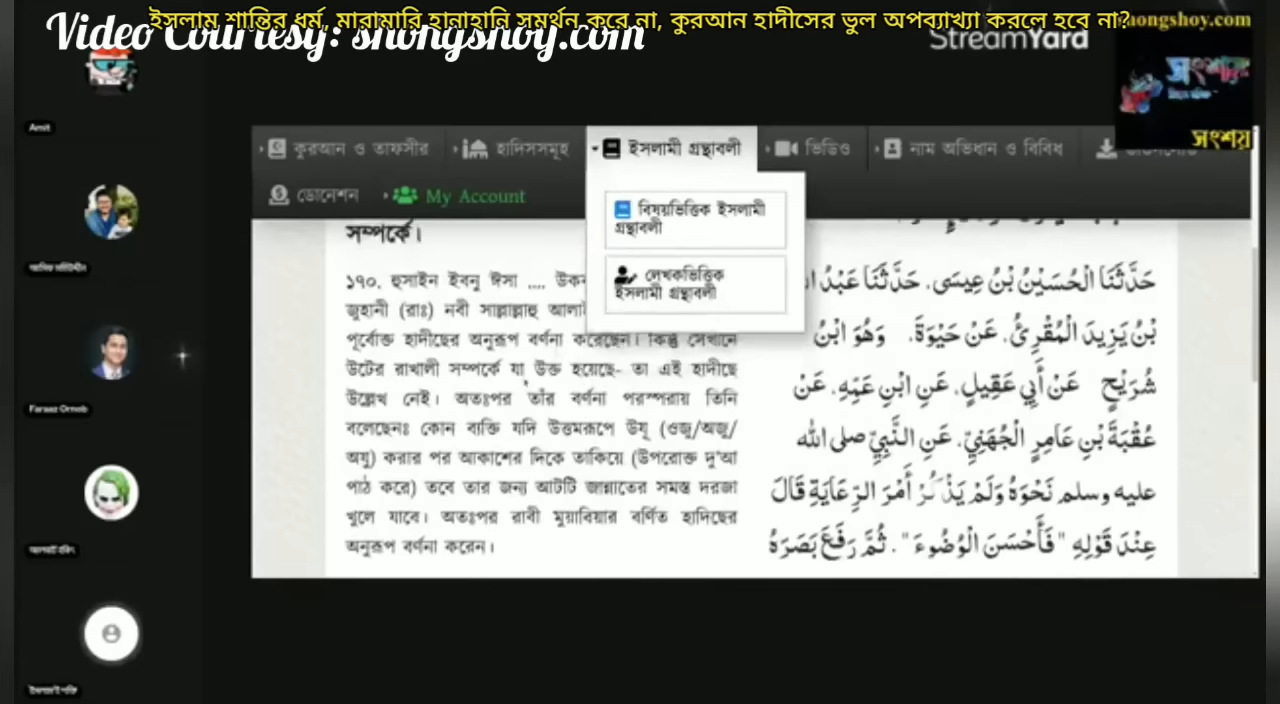 ইসলাম শান্তির ধর্ম, মারামারি হানাহানি সমর্থন করে না, কুরআন হাদীসের ভুল অপব্যাখ্যা করলে হবে না?
shongshoy.com
Video Courtesy: shongshoy.com
StreamYard
সংশয়
সংশয়
Amit
Faraaz Ornob
কুরআন ও তাফসীর
হাদিসসমূহ
ইসলামী গ্রন্থাবলী
ভিডিও
নাম অভিধান ও বিবিধ
ডোনেশন
My Account
বিষয়ভিত্তিক ইসলামী
গ্রন্থাবলী
লেখকভিত্তিক
ইসলামী গ্রন্থাবলী
সম্পর্কে।
১৭০. হুসাইন ইবনু ঈসা ....
জুহানী (রাঃ) নবী সাল্লাল্লাহু
পূর্বোক্ত হাদীছের অনুরূপ বর্ণনা করেছেন। কিন্তু সেখানে
উটের রাখালী সম্পর্কে যা উক্ত হয়েছে- তা এই হাদীছে
উল্লেখ নেই। অতঃপর তাঁর বর্ণনা পরস্পরায় তিনি
বলেছেনঃ কোন ব্যক্তি যদি উত্তমরূপে উযূ (ওজু/অজু/
অযু) করার পর আকাশের দিকে তাকিয়ে (উপরোক্ত দু'আ
পাঠ করে) তবে তার জন্য আটটি জান্নাতের সমস্ত দরজা
খুলে যাবে। অতঃপর রাবী মুয়াবিয়ার বর্ণিত হাদিছের
অনুরূপ বর্ণনা করেন।
حَدَّثَنَا الْحُسَيْنُ بْنُ عِيسَى، حَدَّثَنَا عَبْدُ
بْنُ يَزِيدَ الْمُقْرِئُ، عَنْ حَيْوَةَ، وَهُوَ ابْنُ
شُرَيْحٍ عَنْ أَبِي عَقِيلٍ، عَنِ ابْنِ عَمِّهِ، عَنْ
عُقْبَةَ بْنِ عَامِرٍ الْجُهَنِيِّ، عَنِ النَّبِيِّ صلى الله
عليه وسلم نَحْوَهُ وَلَمْ يَذْكُرْ أَمْرَ الرِّعَايَةِ قَالَ
عِنْدَ قَوْلِهِ " فَأَحْسَنَ الْوُضُوءَ " . ثُمَّ رَفَعَ بَصَرَهُ